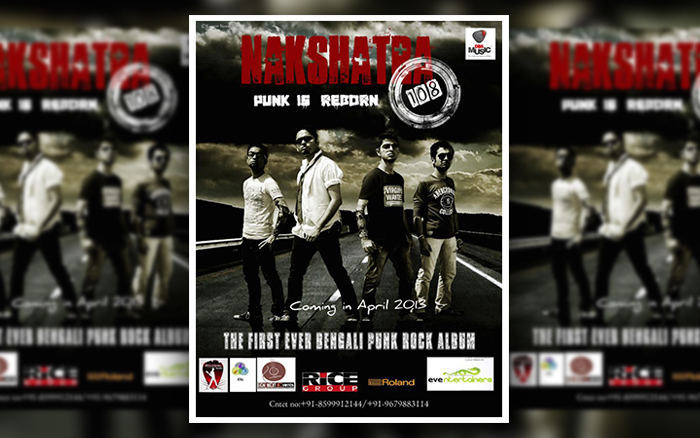 NAKSHATRA
Music
PUNK IS REBORN
108
Coming in April 2013
THE FIRST EVER BENGALI PUNK ROCK ALBUM
RICE
GROUP
Roland
eventertainers
Cntct no:+91-8599912144/+91-9679883114